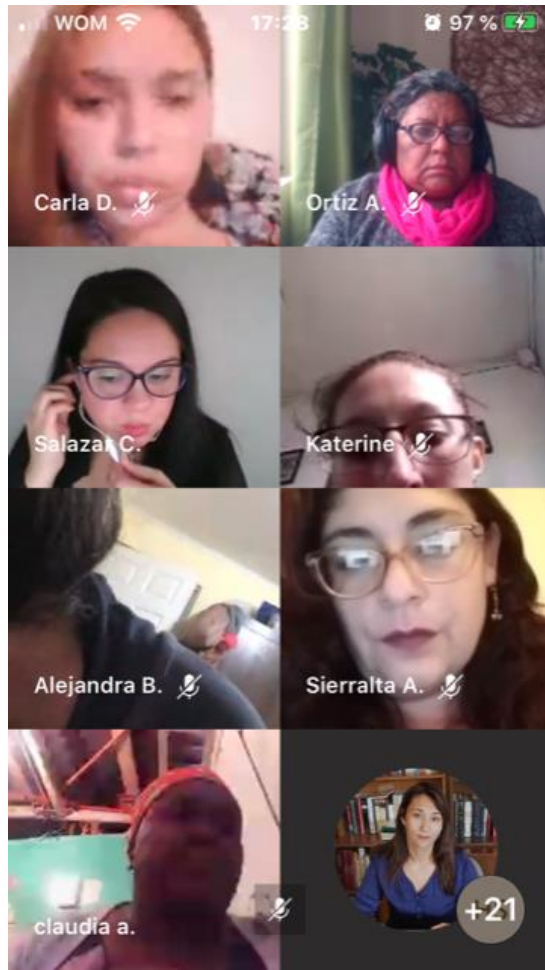 WOM 17:28 97 %
Carla D.
Ortiz A.
Salazar C.
Katerine
Alejandra B.
Sierralta A.
claudia a.
+21